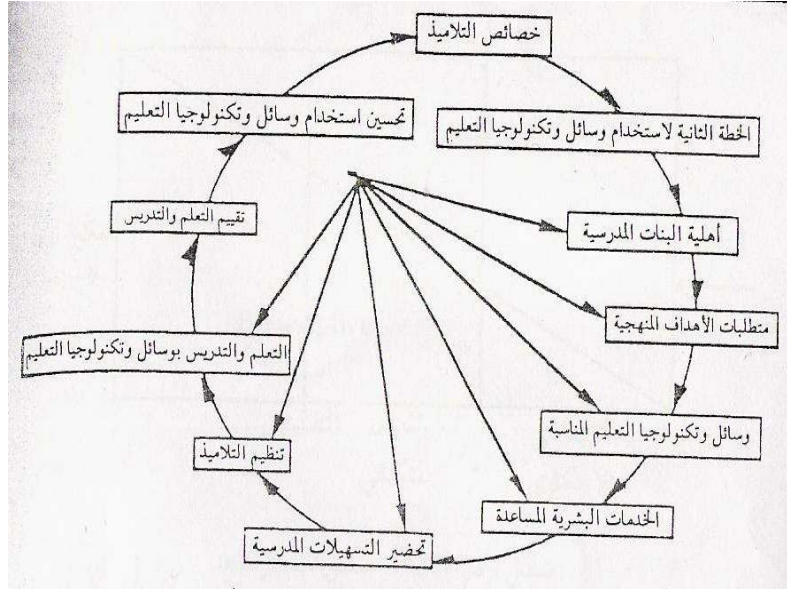 خصائص التلاميذ
الخطة الثانية لاستخدام وسائل وتكنولوجيا التعليم
أهلية البنات المدرسية
متطلبات الأهداف المنهجية
وسائل وتكنولوجيا التعليم المناسبة
الخدمات البشرية المساعدة
تحضير التسهيلات المدرسية
تنظيم التلاميذ
التعلم والتدريس بوسائل وتكنولوجيا التعليم
تقييم التعلم والتدريس
تحسين استخدام وسائل وتكنولوجيا التعليم